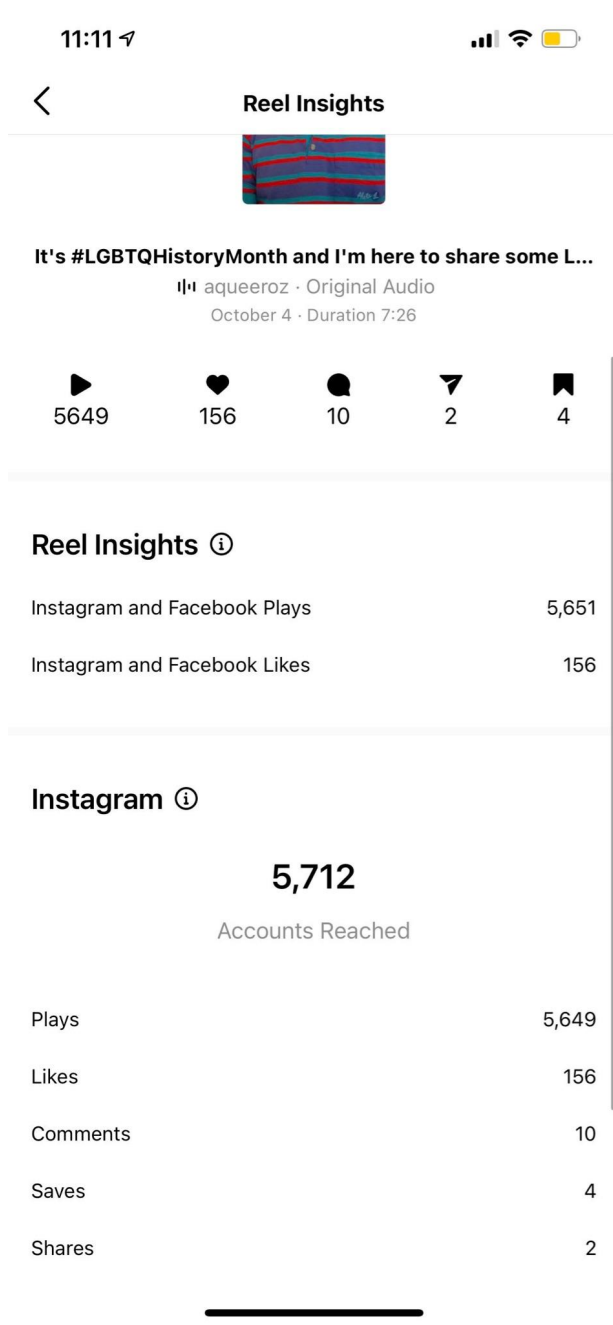 11:11
Reel Insights
It's #LGBTQHistoryMonth and I'm here to share some L...
aqueeroz · Original Audio
October 4 · Duration 7:26
5649 156 10 2 4
Reel Insights
Instagram and Facebook Plays 5,651
Instagram and Facebook Likes 156
Instagram
5,712
Accounts Reached
Plays 5,649
Likes 156
Comments 10
Saves 4
Shares 2